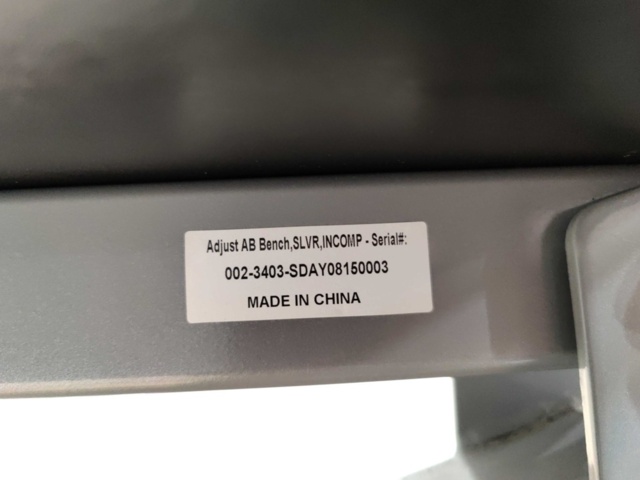 Adjust AB Bench,SLVR,INCOMP - Serial#:
002-3403-SDAY08150003
MADE IN CHINA